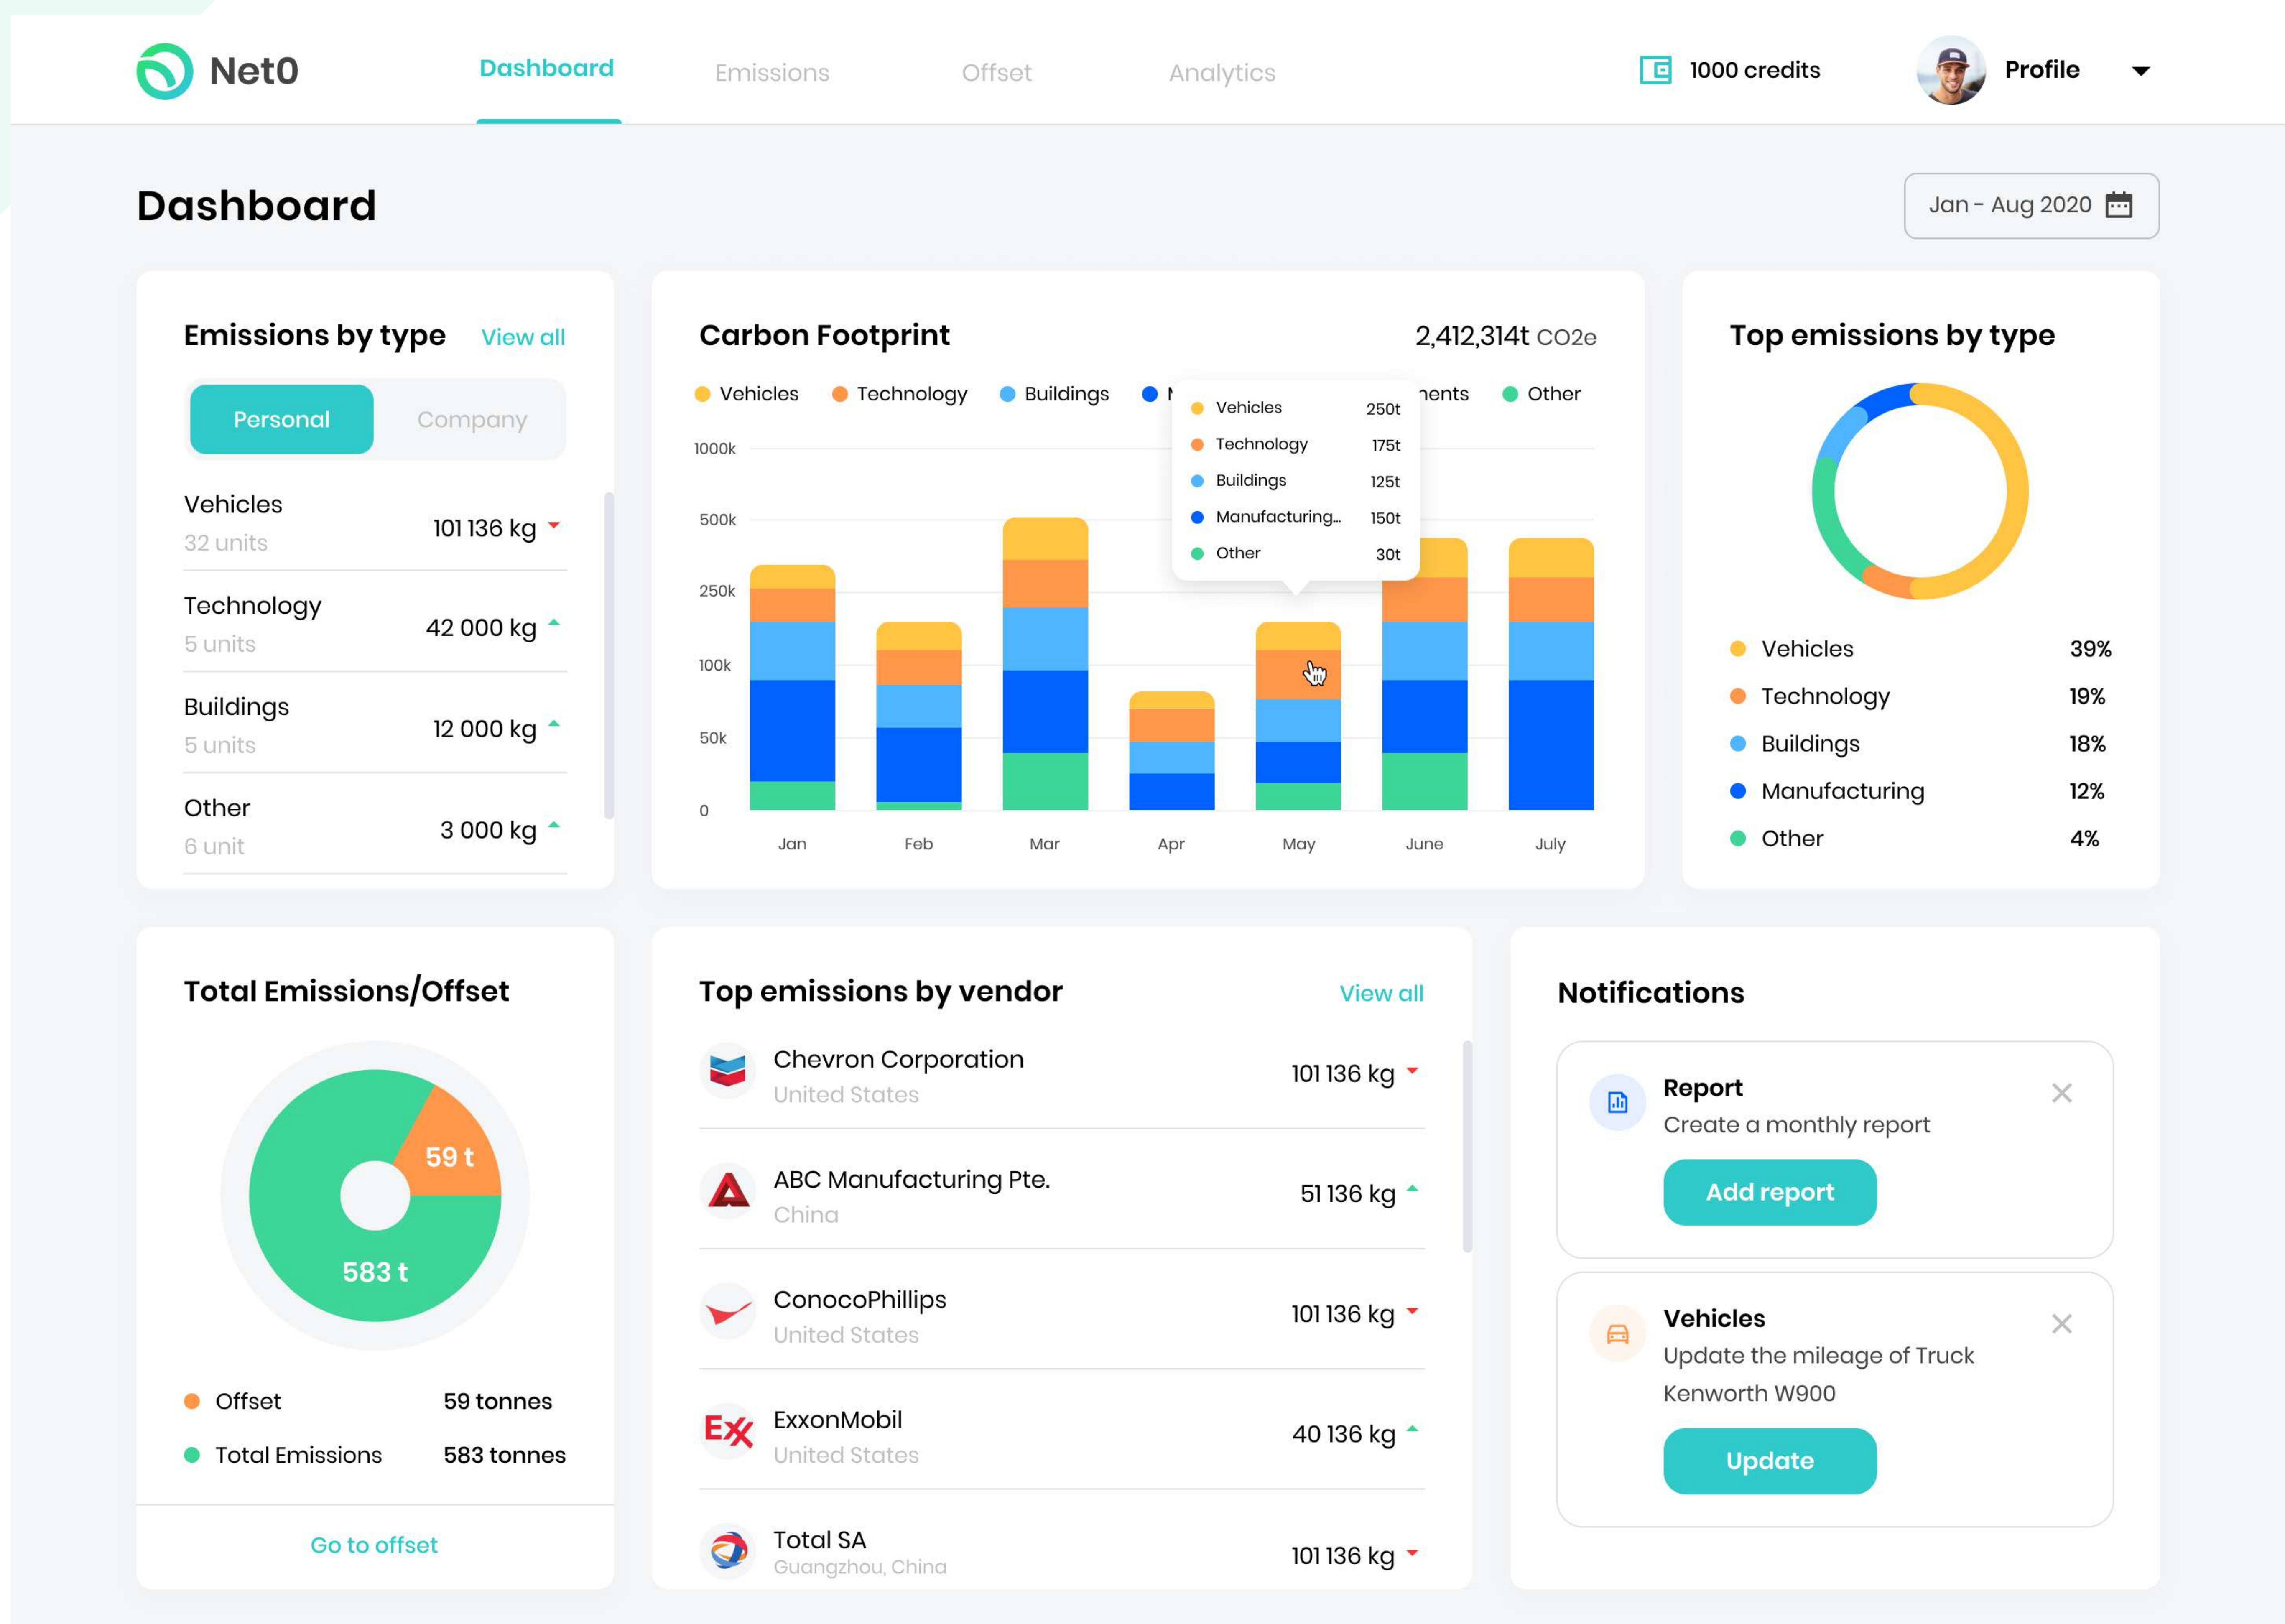 Net0
Dashboard
Emissions
Offset
Analytics
1000 credits
Profile
Dashboard
Jan - Aug 2020
Emissions by type
View all
Personal
Company
Vehicles
32 units
101 136 kg
Technology
5 units
42 000 kg
Buildings
5 units
12 000 kg
Other
6 unit
3 000 kg
Carbon Footprint
2,412,314t CO2e
Vehicles
Technology
Buildings
Other
Vehicles 250t
Technology 175t
Buildings 125t
Manufacturing... 150t
Other 30t
1000k
500k
250k
100k
50k
0
Jan
Feb
Mar
Apr
May
June
July
Top emissions by type
Vehicles 39%
Technology 19%
Buildings 18%
Manufacturing 12%
Other 4%
Total Emissions/Offset
59 t
583 t
Offset 59 tonnes
Total Emissions 583 tonnes
Go to offset
Top emissions by vendor
View all
Chevron Corporation
United States
101 136 kg
ABC Manufacturing Pte.
China
51 136 kg
ConocoPhillips
United States
101 136 kg
EXX
ExxonMobil
United States
40 136 kg
Total SA
Guangzhou, China
101 136 kg
Notifications
Report
Create a monthly report
Add report
Vehicles
Update the mileage of Truck
Kenworth W900
Update